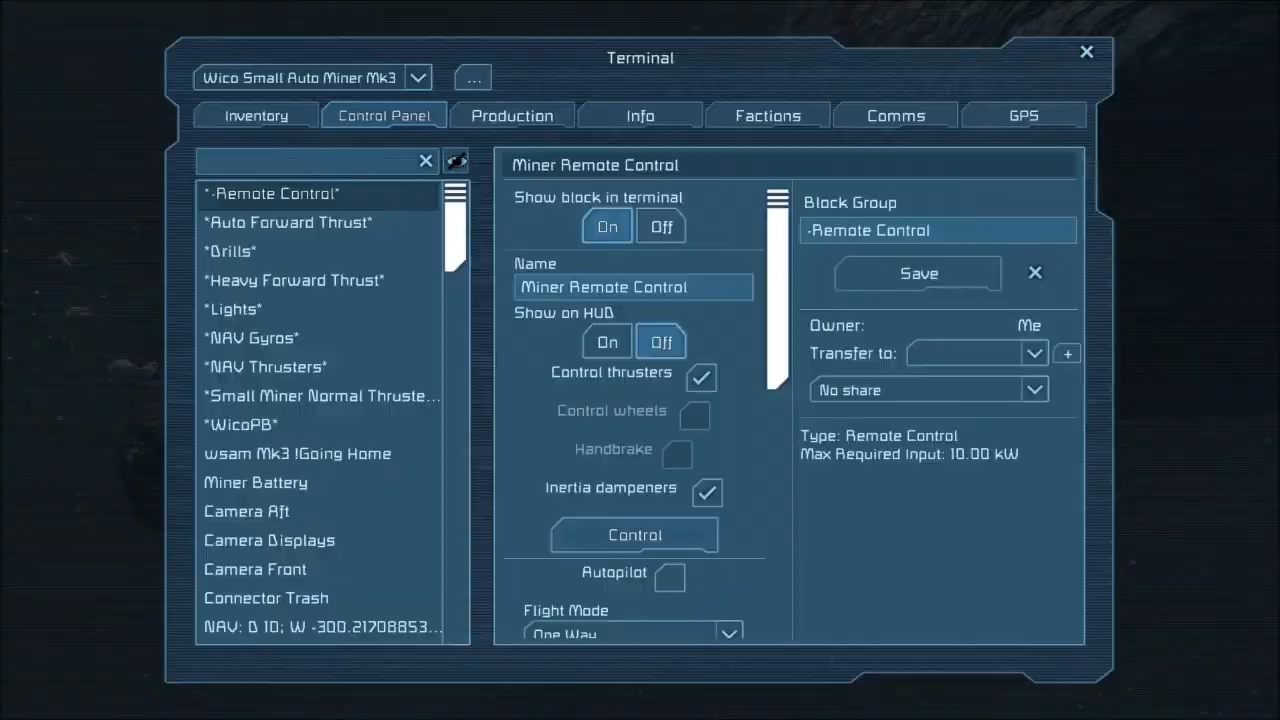 Terminal
Wico Small Auto Miner Mk3
...
Inventory
Control Panel
Production
Info
Factions
Comms
GPS
*-Remote Control*
*Auto Forward Thrust*
*Drills*
*Heavy Forward Thrust*
*Lights*
*NAV Gyros*
*NAV Thrusters*
*Small Miner Normal Thruste...
*WicoPB*
wsam Mk3 !Going Home
Miner Battery
Camera Aft
Camera Displays
Camera Front
Connector Trash
NAV: D 10; W -300.21708853...
Miner Remote Control
Show block in terminal
On
Off
Name
Miner Remote Control
Show on HUD
On
Off
Control thrusters
Control wheels
Handbrake
Inertia dampeners
Control
Autopilot
Flight Mode
One Way
Block Group
-Remote Control
Save
Owner: Me
Transfer to:
+
No share
Type: Remote Control
Max Required Input: 10.00 kW